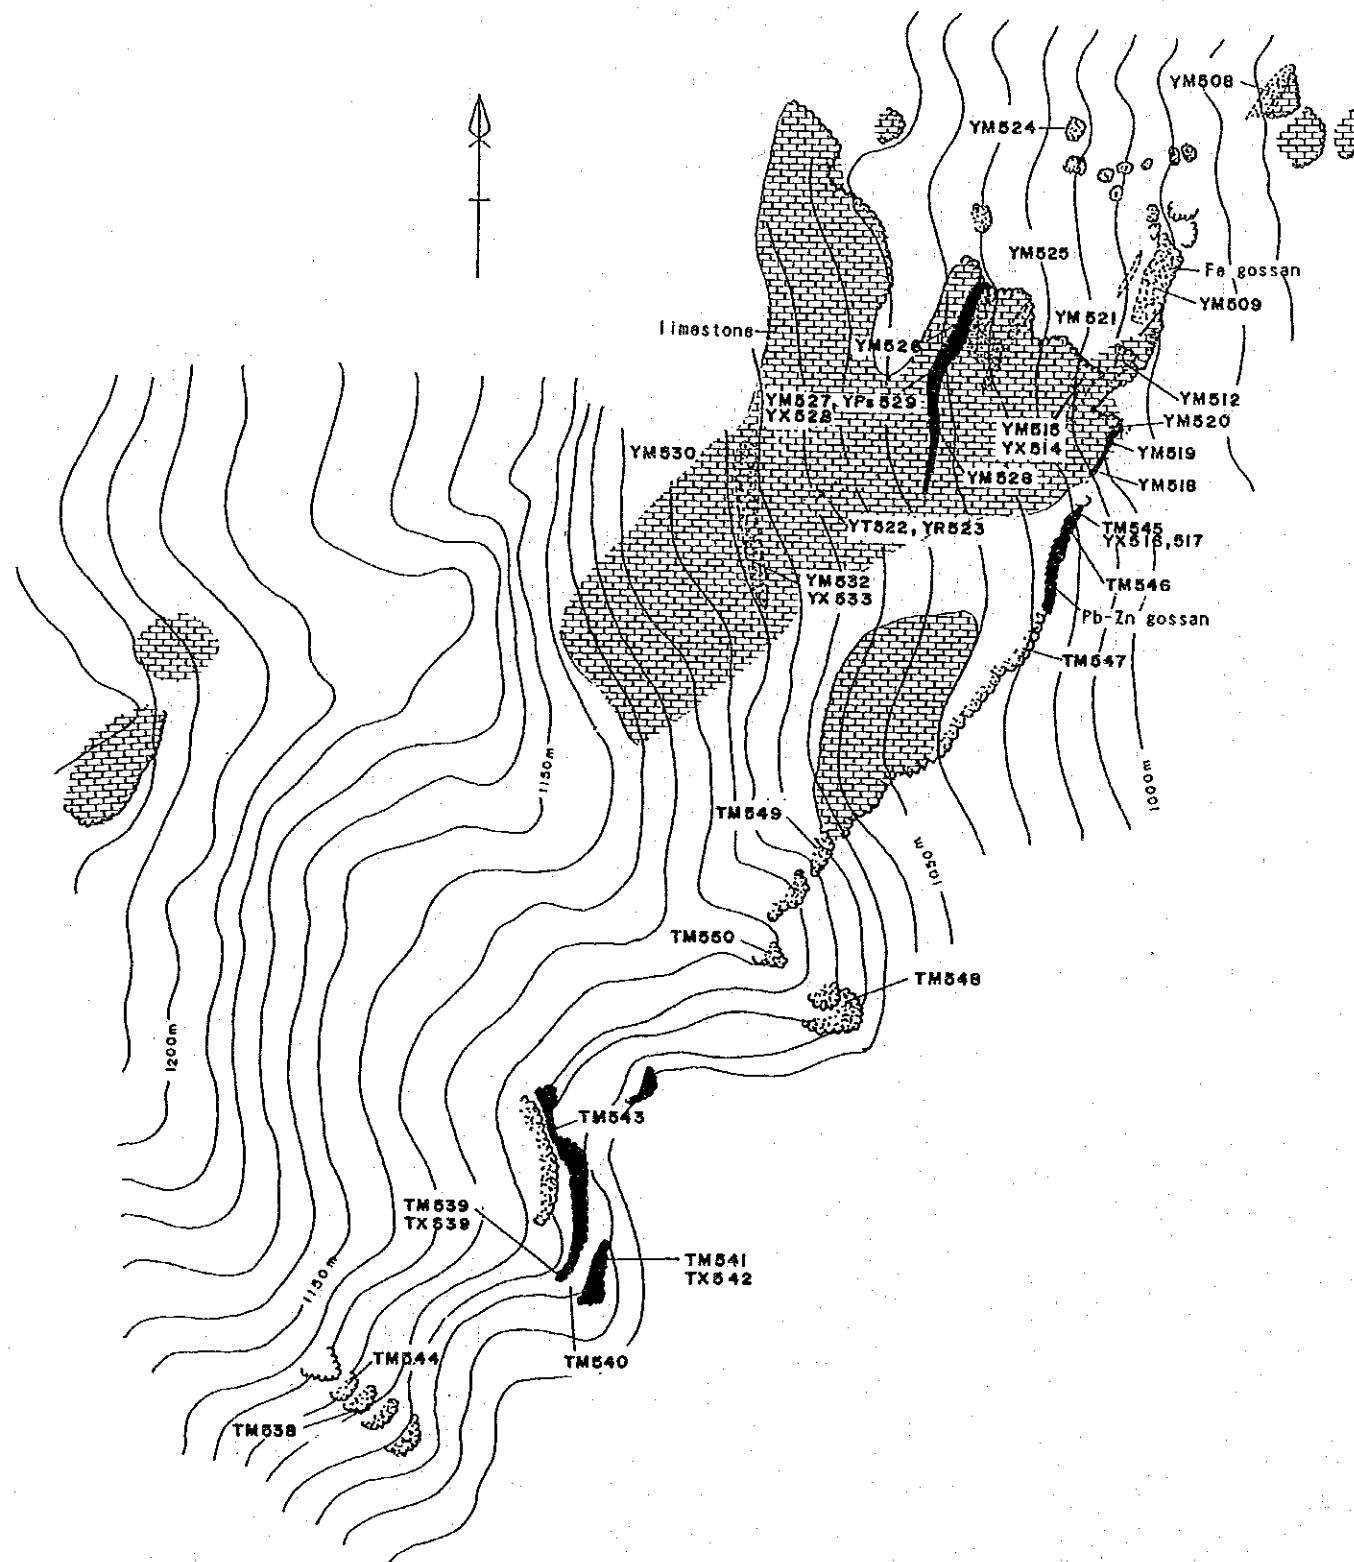 YM508
YM524
YM525
Fe gossan
YM509
YM521
limestone
YM526
YM527, YPs529
YX528
YM512
YM520
YM515
YX514
YM519
YM530
YM528
YM518
YT522, YR523
TM545
YX516,517
YM532
YX533
TM546
Pb-Zn gossan
TM547
1150m
1000m
TM549
1050m
TM550
TM548
1200m
TM543
TM539
TX539
TM541
TX542
1150m
TM544
TM540
TM538